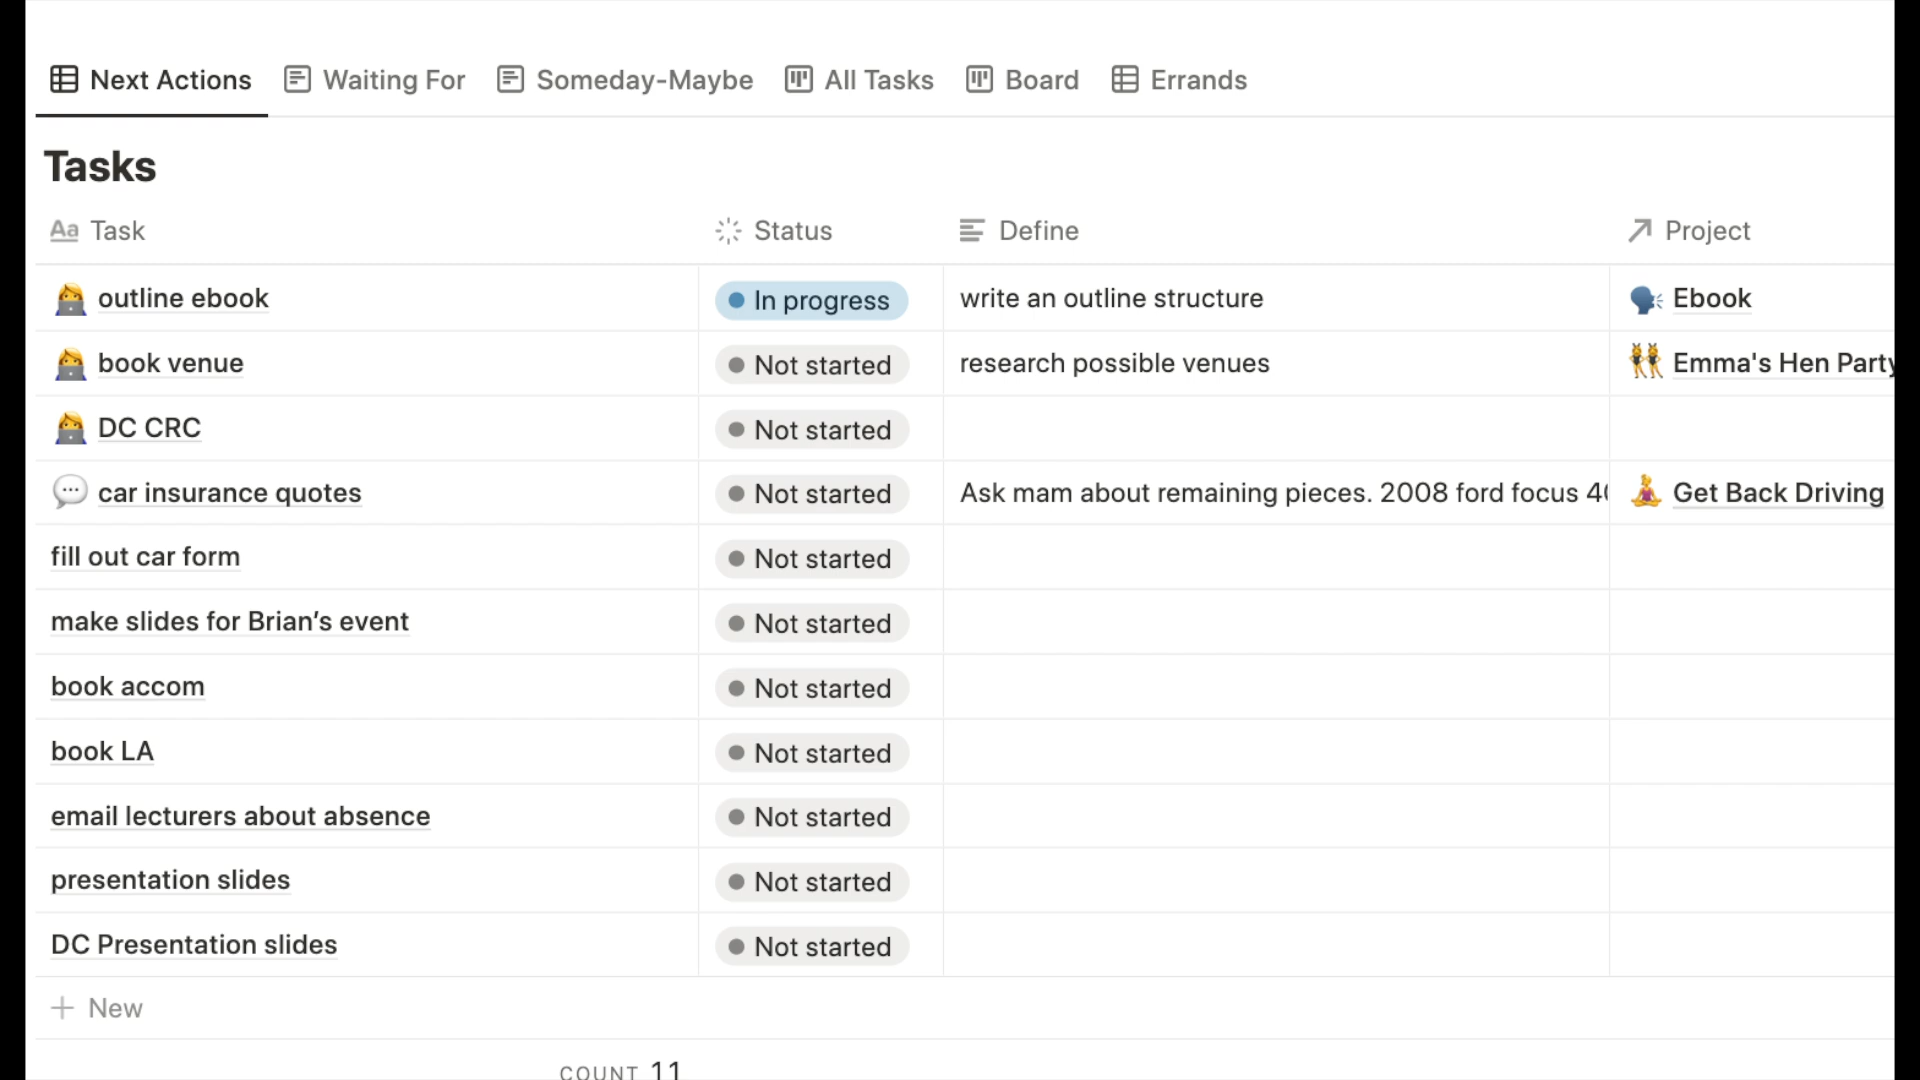 Next Actions Waiting For Someday-Maybe All Tasks Board Errands
Tasks
Aa Task Status Define Project
outline ebook In progress write an outline structure Ebook
book venue Not started research possible venues Emma's Hen Party
DC CRC Not started
car insurance quotes Not started Ask mam about remaining pieces. 2008 ford focus Get Back Driving
fill out car form Not started
make slides for Brian’s event Not started
book accom Not started
book LA Not started
email lecturers about absence Not started
presentation slides Not started
DC Presentation slides Not started
+ New
COUNT 11